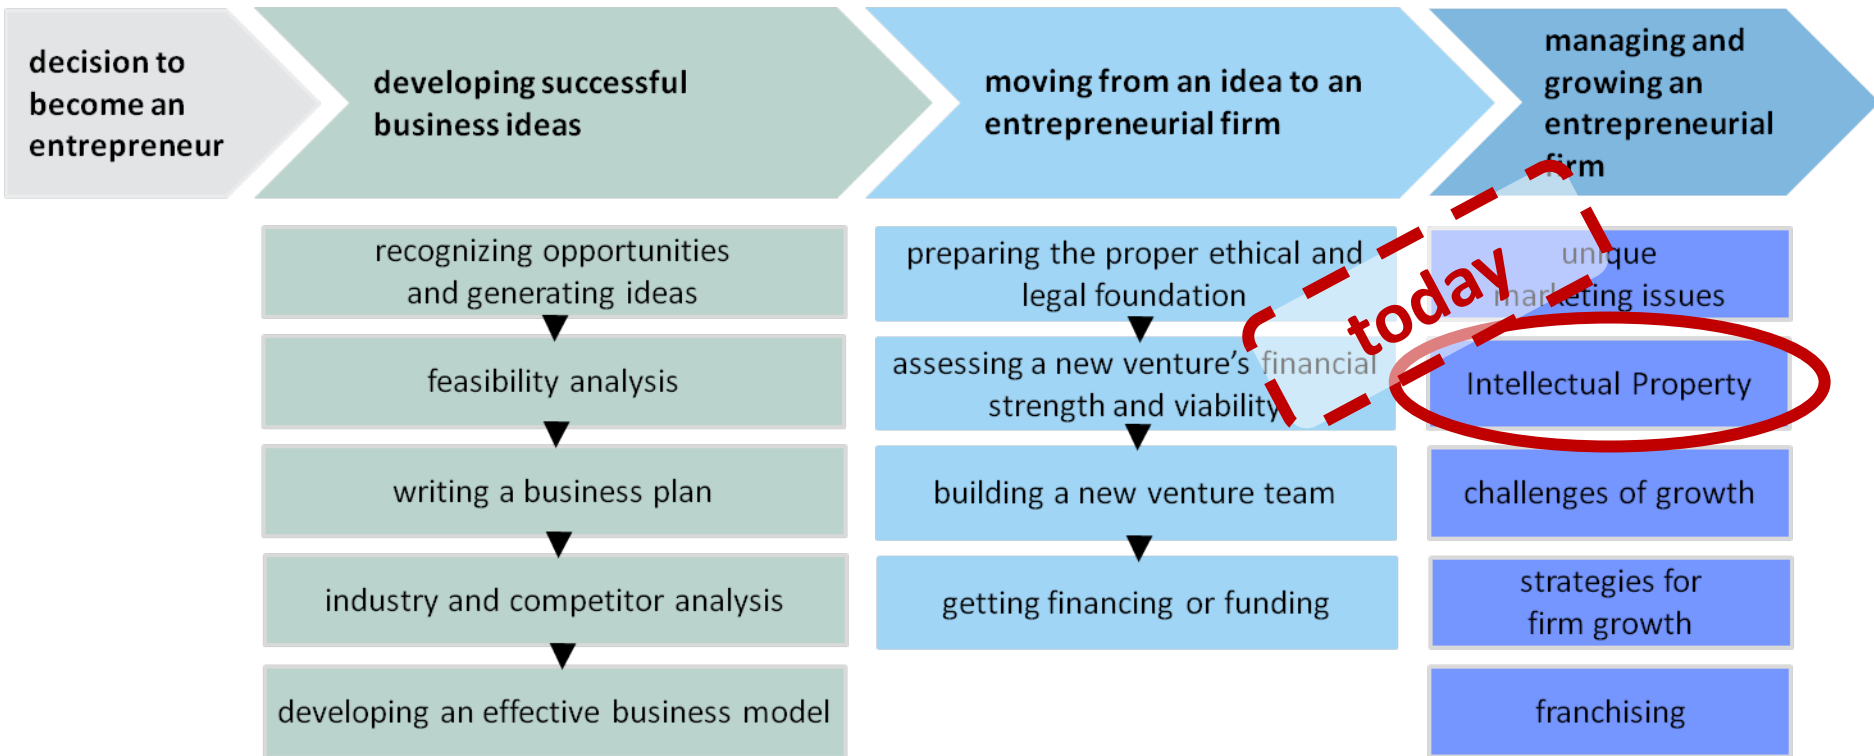 decision to
become an
entrepreneur
developing successful
business ideas
moving from an idea to an
entrepreneurial firm
managing and
growing an
entrepreneurial
firm
recognizing opportunities
and generating ideas
feasibility analysis
writing a business plan
industry and competitor analysis
developing an effective business model
preparing the proper ethical and
legal foundation
assessing a new venture's financial
strength and viability
building a new venture team
getting financing or funding
today
unique
marketing issues
Intellectual Property
challenges of growth
strategies for
firm growth
franchising